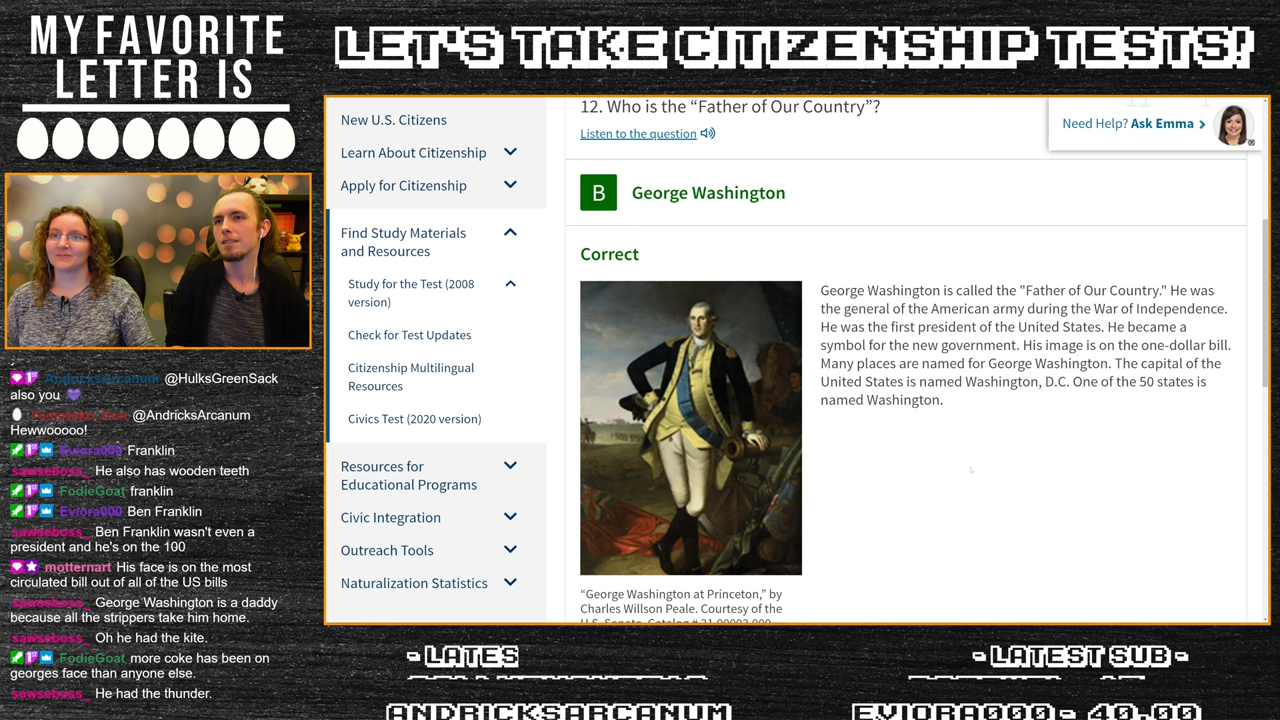 MY FAVORITE
LETTER IS
LET'S TAKE CITIZENSHIP TESTS!
AndricksArcanum @HulksGreenSack
also you
@AndricksArcanum
Hewwooooo!
Eviora000 Franklin
sawseboss_ He also has wooden teeth
FodieGoat franklin
Eviora000 Ben Franklin
sawseboss_ Ben Franklin wasn't even a
president and he's on the 100
motternart His face is on the most
circulated bill out of all of the US bills
sawseboss_ George Washington is a daddy
because all the strippers take him home.
sawseboss_ Oh he had the kite.
FodieGoat more coke has been on
georges face than anyone else.
sawseboss_ He had the thunder.
New U.S. Citizens
Learn About Citizenship
Apply for Citizenship
Find Study Materials
and Resources
Study for the Test (2008
version)
Check for Test Updates
Citizenship Multilingual
Resources
Civics Test (2020 version)
Resources for
Educational Programs
Civic Integration
Outreach Tools
Naturalization Statistics
12. Who is the “Father of Our Country”?
Listen to the question
Need Help? Ask Emma
B George Washington
Correct
George Washington is called the "Father of Our Country." He was
the general of the American army during the War of Independence.
He was the first president of the United States. He became a
symbol for the new government. His image is on the one-dollar bill.
Many places are named for George Washington. The capital of the
United States is named Washington, D.C. One of the 50 states is
named Washington.
“George Washington at Princeton,” by
Charles Willson Peale. Courtesy of the
U.S. Senate, Catalog # 31.00002.000
- LATES
- LATEST SUB -
ANDRICKSARCANUM
EVIORA000 - 40.00